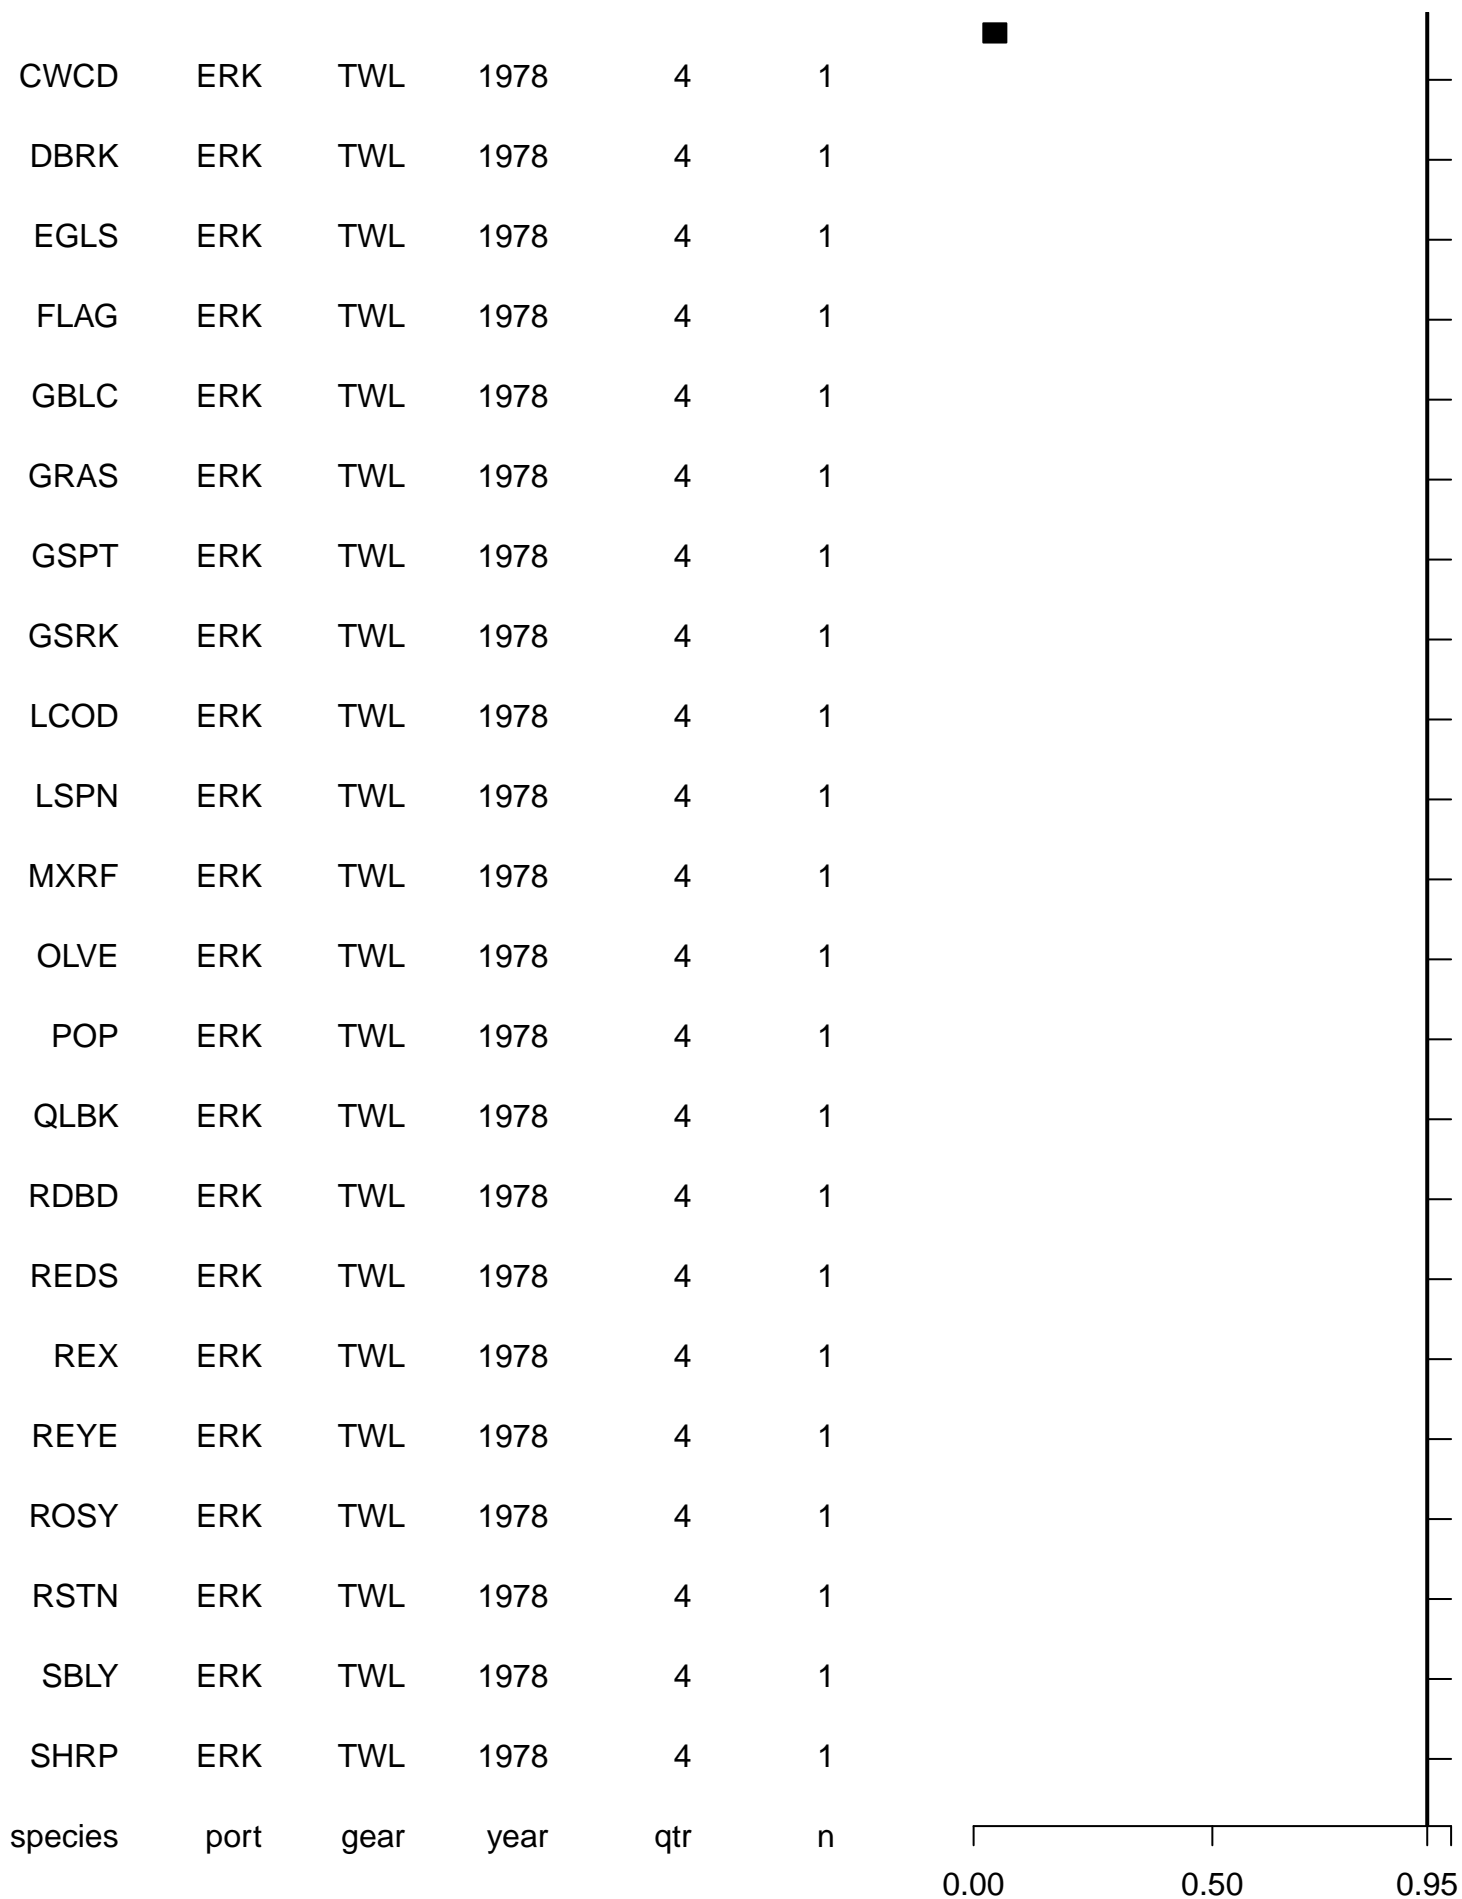 CWCD ERK TWL 1978 4 1
DBRK ERK TWL 1978 4 1
EGLS ERK TWL 1978 4 1
FLAG ERK TWL 1978 4 1
GBLC ERK TWL 1978 4 1
GRAS ERK TWL 1978 4 1
GSPT ERK TWL 1978 4 1
GSRK ERK TWL 1978 4 1
LCOD ERK TWL 1978 4 1
LSPN ERK TWL 1978 4 1
MXRF ERK TWL 1978 4 1
OLVE ERK TWL 1978 4 1
POP ERK TWL 1978 4 1
QLBK ERK TWL 1978 4 1
RDBD ERK TWL 1978 4 1
REDS ERK TWL 1978 4 1
REX ERK TWL 1978 4 1
REYE ERK TWL 1978 4 1
ROSY ERK TWL 1978 4 1
RSTN ERK TWL 1978 4 1
SBLY ERK TWL 1978 4 1
SHRP ERK TWL 1978 4 1
species port gear year qtr n
0.00 0.50 0.95